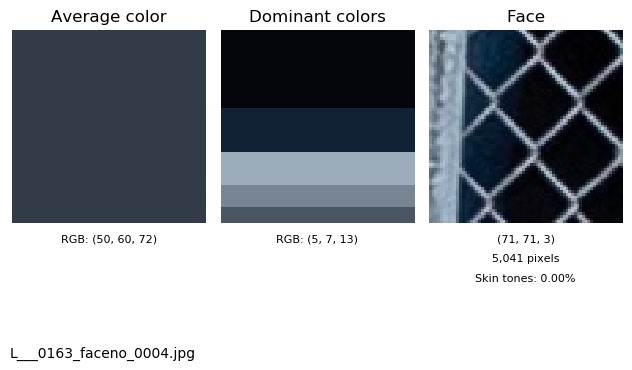 Average color
Dominant colors
Face
RGB: (50, 60, 72)
RGB: (5, 7, 13)
(71, 71, 3)
5,041 pixels
Skin tones: 0.00%
L___0163_faceno_0004.jpg